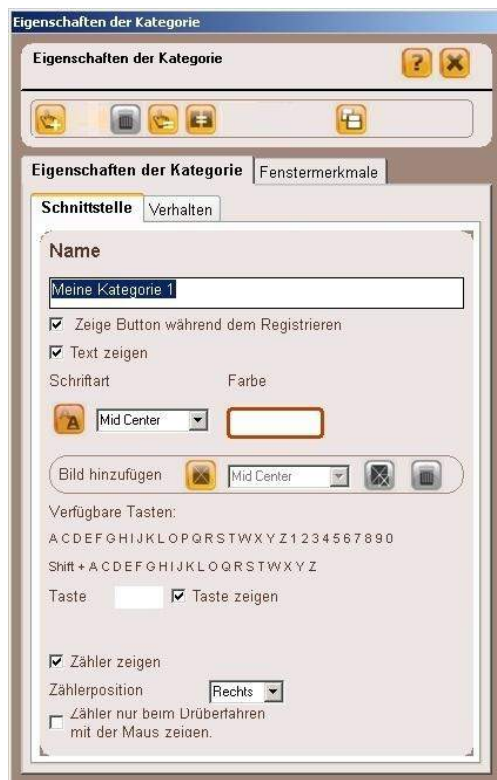 Eigenschaften der Kategorie
Eigenschaften der Kategorie
Eigenschaften der Kategorie Fenstermerkmale
Schnittstelle Verhalten
Name
Meine Kategorie 1
Zeige Button während dem Registrieren
Text zeigen
Schriftart Farbe
A Mid Center
Bild hinzufügen Mid Center
Verfügbare Tasten:
A C D E F G H I J K L O P Q R S T W X Y Z 1 2 3 4 5 6 7 8 9 0
Shift + A C D E F G H I J K L O Q R S T W X Y Z
Taste Taste zeigen
Zähler zeigen
Zählerposition Rechts
Zähler nur beim Drüberfahren
mit der Maus zeigen.